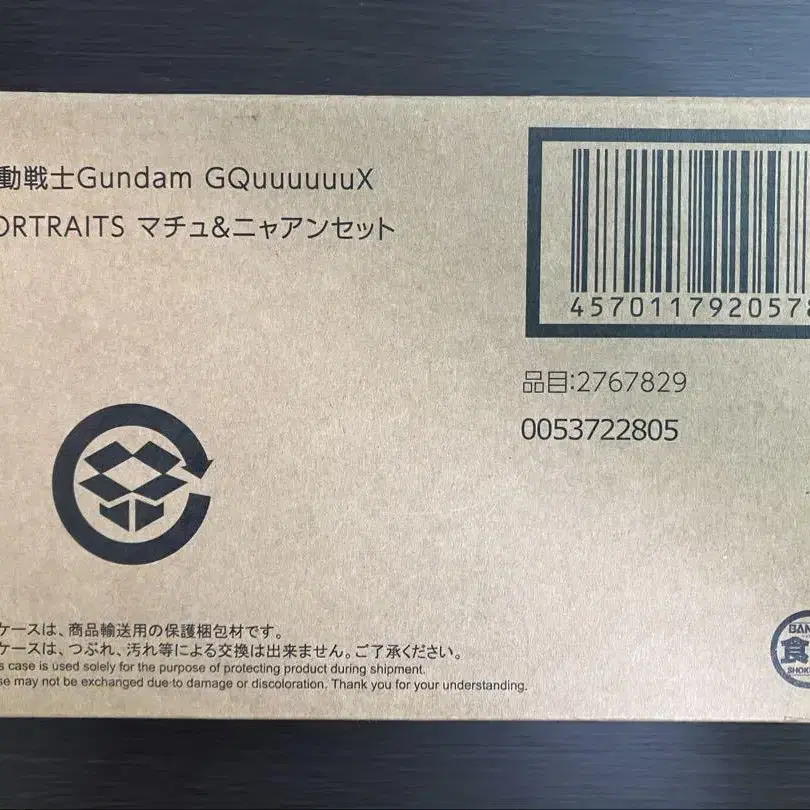 動戦士Gundam GQuuuuuuX
ORTRAITS マチュ&ニャアンセット
4570117920578
品目:2767829
0053722805
ケースは、商品輸送用の保護梱包材です。
ケースは、つぶれ、汚れ等による交換は出来ません。ご了承ください。
s case is used solely for the purpose of protecting product during shipment.
se may not be exchanged due to damage or discoloration. Thank you for your understanding.
BAN
食
SHOK